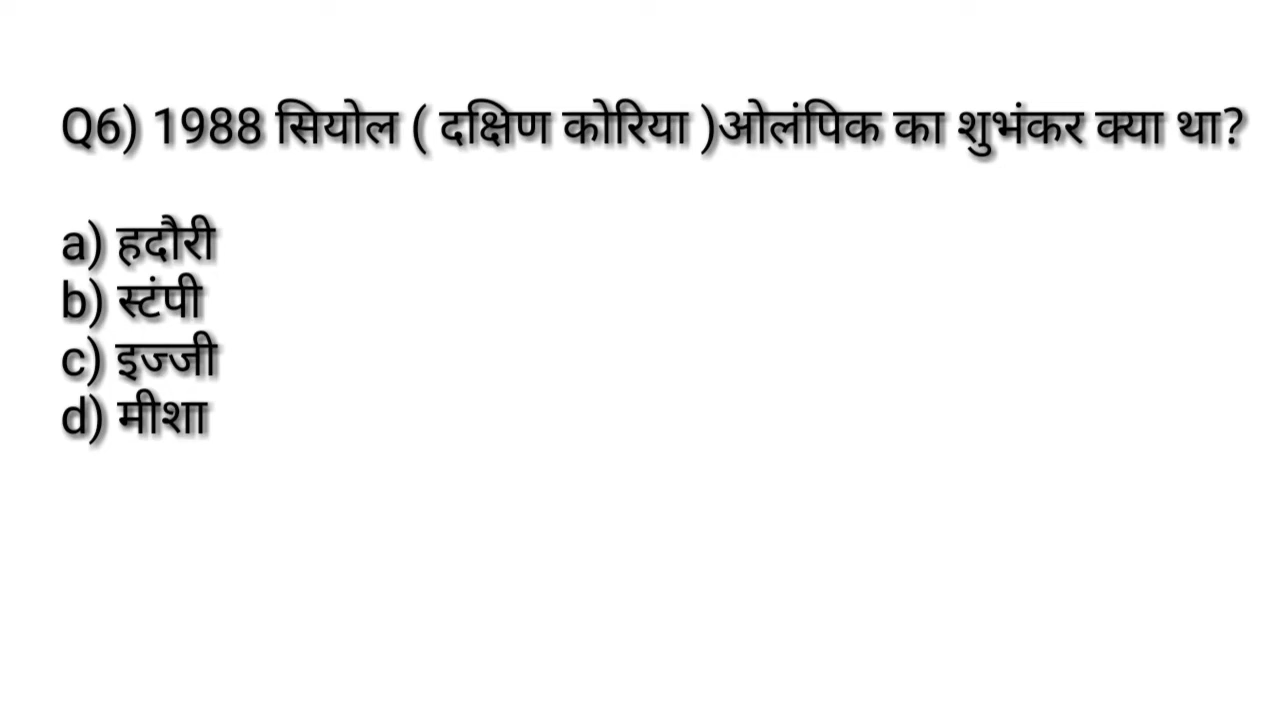 Q6) 1988 सियोल ( दक्षिण कोरिया )ओलंपिक का शुभंकर क्या था?
a) हदौरी
b) स्टंपी
c) इज्जी
d) मीशा